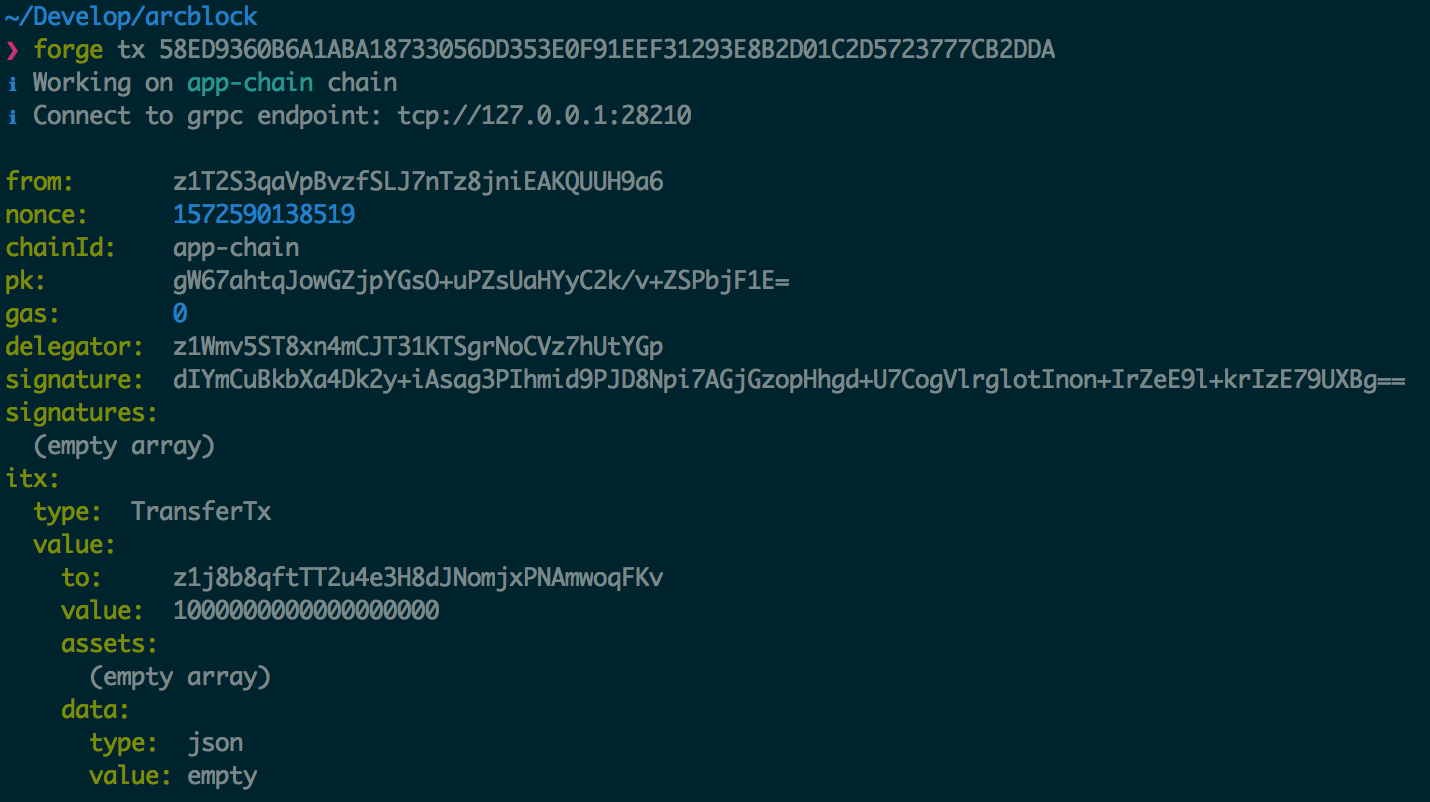 ~/Develop/arcblock
❯ forge tx 58ED9360B6A1ABA18733056DD353E0F91EEF31293E8B2D01C2D5723777CB2DDA
ℹ Working on app-chain chain
ℹ Connect to grpc endpoint: tcp://127.0.0.1:28210
from: z1T2S3qaVpBvzfSLJ7nTz8jniEAKQUUH9a6
nonce: 1572590138519
chainId: app-chain
pk: gW67ahtqJowGZjpYGsO+uPZsUaHYyC2k/v+ZSPbjF1E=
gas: 0
delegator: z1Wmv5ST8xn4mCJT31KTSgrNoCVz7hUtYGp
signature: dIYmCuBkbXa4Dk2y+iAsag3PIhmid9PJD8Npi7AGjGzopHhgd+U7CogVlrglotInon+IrZeE9l+krIzE79UXBg==
signatures:
(empty array)
itx:
type: TransferTx
value:
to: z1j8b8qftTT2u4e3H8dJNomjxPNAmwoqFKv
value: 1000000000000000000
assets:
(empty array)
data:
type: json
value: empty